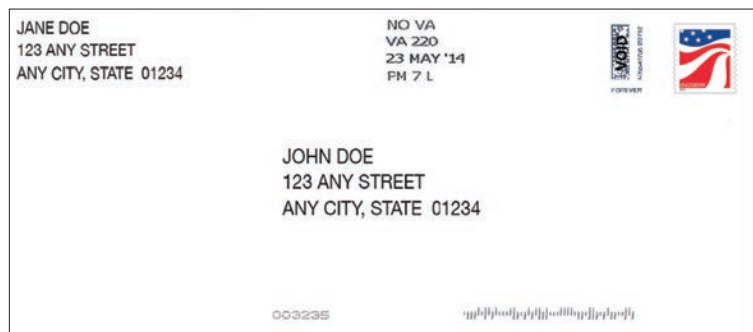 JANE DOE
123 ANY STREET
ANY CITY, STATE 01234
NO VA
VA 220
23 MAY '14
PM 7 L
VOID
FOREVER
JOHN DOE
123 ANY STREET
ANY CITY, STATE 01234
003235